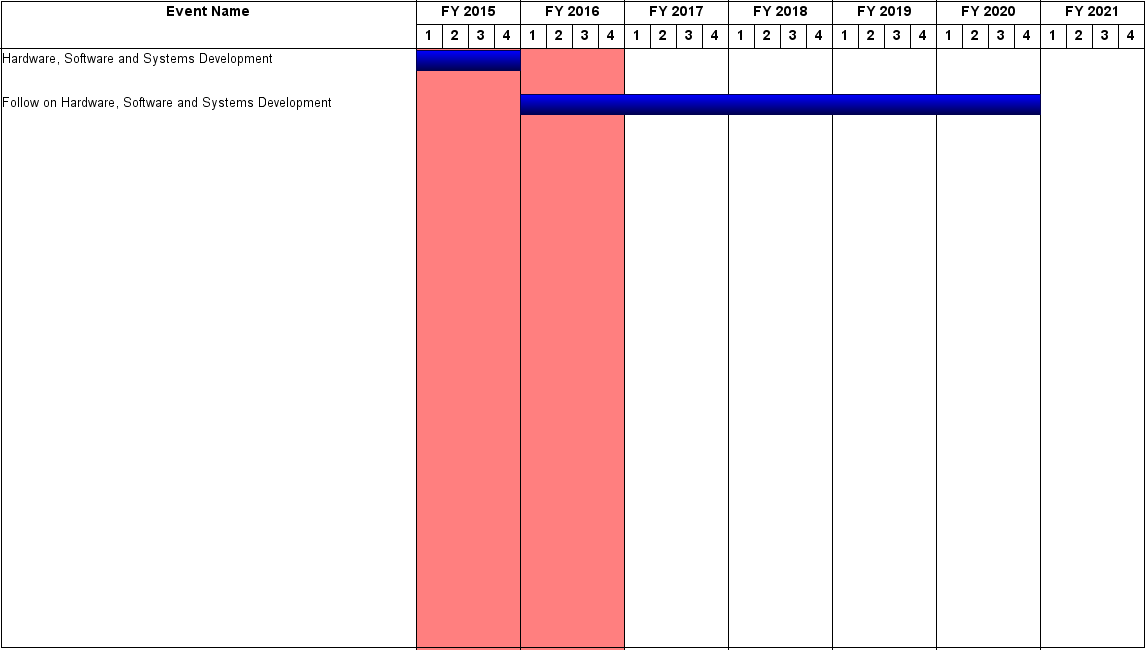 Event Name FY 2015 FY 2016 FY 2017 FY 2018 FY 2019 FY 2020 FY 2021
1 2 3 4 1 2 3 4 1 2 3 4 1 2 3 4 1 2 3 4 1 2 3 4 1 2 3 4
Hardware, Software and Systems Development
Follow on Hardware, Software and Systems Development